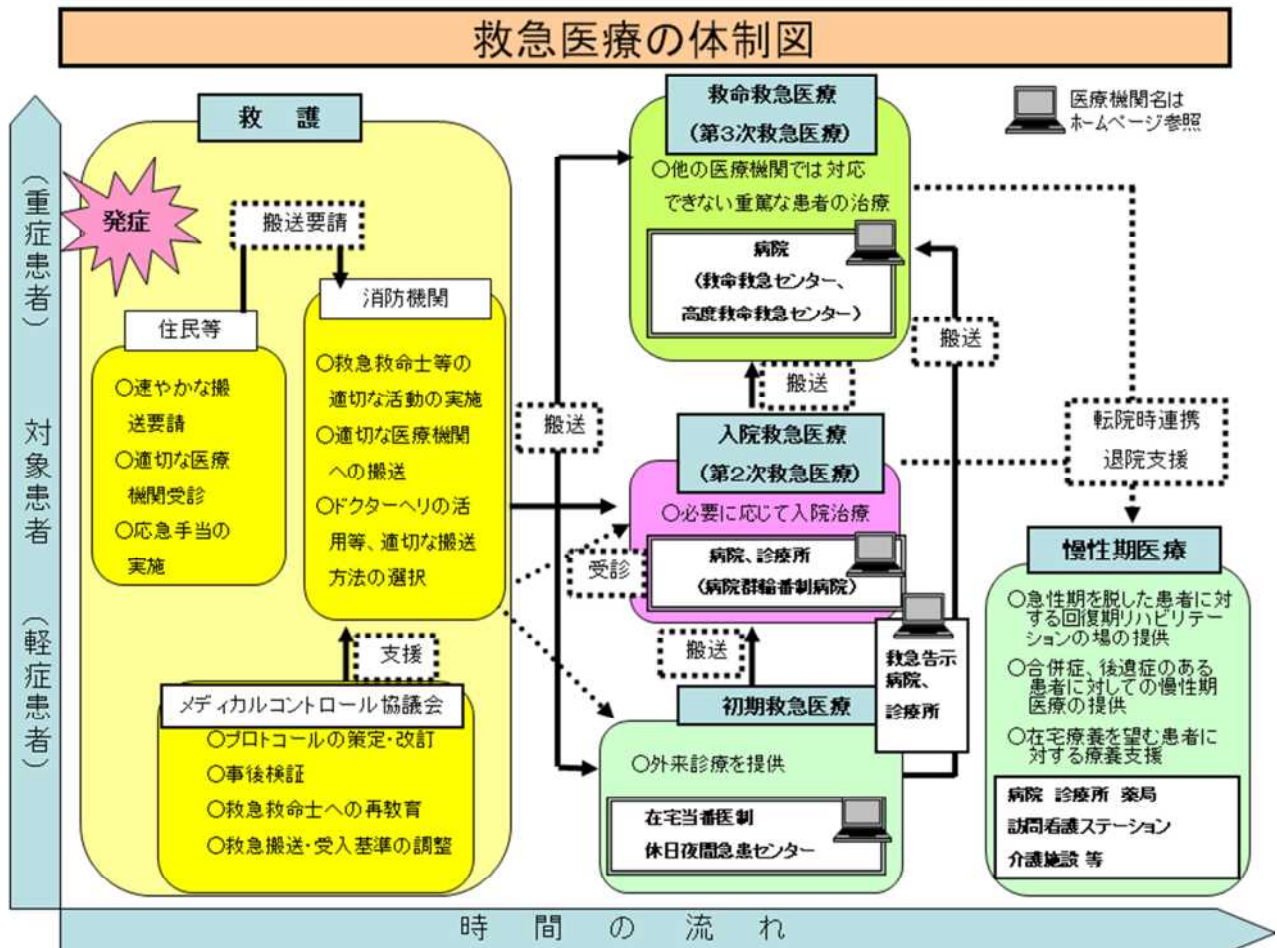 救急医療の体制図
医療機関名は
ホームページ参照
(重症患者)
対象患者
(軽症患者)
時間の流れ
救護
発症
搬送要請
住民等
○速やかな搬
送要請
○適切な医療
機関受診
○応急手当の
実施
消防機関
○救急救命士等の
適切な活動の実施
○適切な医療機関
への搬送
○ドクターヘリの活
用等、適切な搬送
方法の選択
支援
メディカルコントロール協議会
○プロトコールの策定・改訂
○事後検証
○救急救命士への再教育
○救急搬送・受入基準の調整
搬送
受診
救命救急医療
(第3次救急医療)
○他の医療機関では対応
できない重篤な患者の治療
病院
(救命救急センター、
高度救命救急センター)
搬送
搬送
入院救急医療
(第2次救急医療)
○必要に応じて入院治療
病院、診療所
(病院群輪番制病院)
搬送
救急告示
病院、
診療所
初期救急医療
○外来診療を提供
在宅当番医制
休日夜間急患センター
転院時連携
退院支援
慢性期医療
○急性期を脱した患者に対
する回復期リハビリテー
ションの場の提供
○合併症、後遺症のある
患者に対しての慢性期
医療の提供
○在宅療養を望む患者に
対する療養支援
病院 診療所 薬局
訪問看護ステーション
介護施設 等